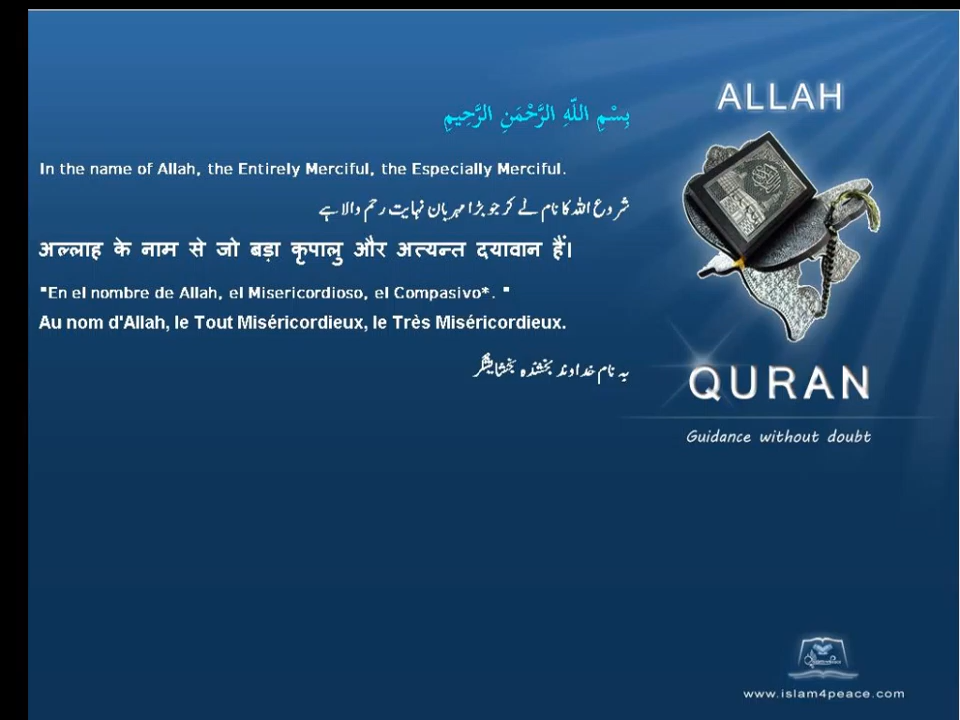 بِسْمِ اللّهِ الرَّحْمَنِ الرَّحِيمِ
In the name of Allah, the Entirely Merciful, the Especially Merciful.
شروع الله کا نام لے کر جو بڑا مہربان نہایت رحم والا ہے
अल्लाह के नाम से जो बड़ा कृपालु और अत्यन्त दयावान हैं।
"En el nombre de Allah, el Misericordioso, el Compasivo*. "
Au nom d'Allah, le Tout Miséricordieux, le Très Miséricordieux.
به نام خداوند بخشنده بخشایشگر
ALLAH
QURAN
Guidance without doubt
www.islam4peace.com